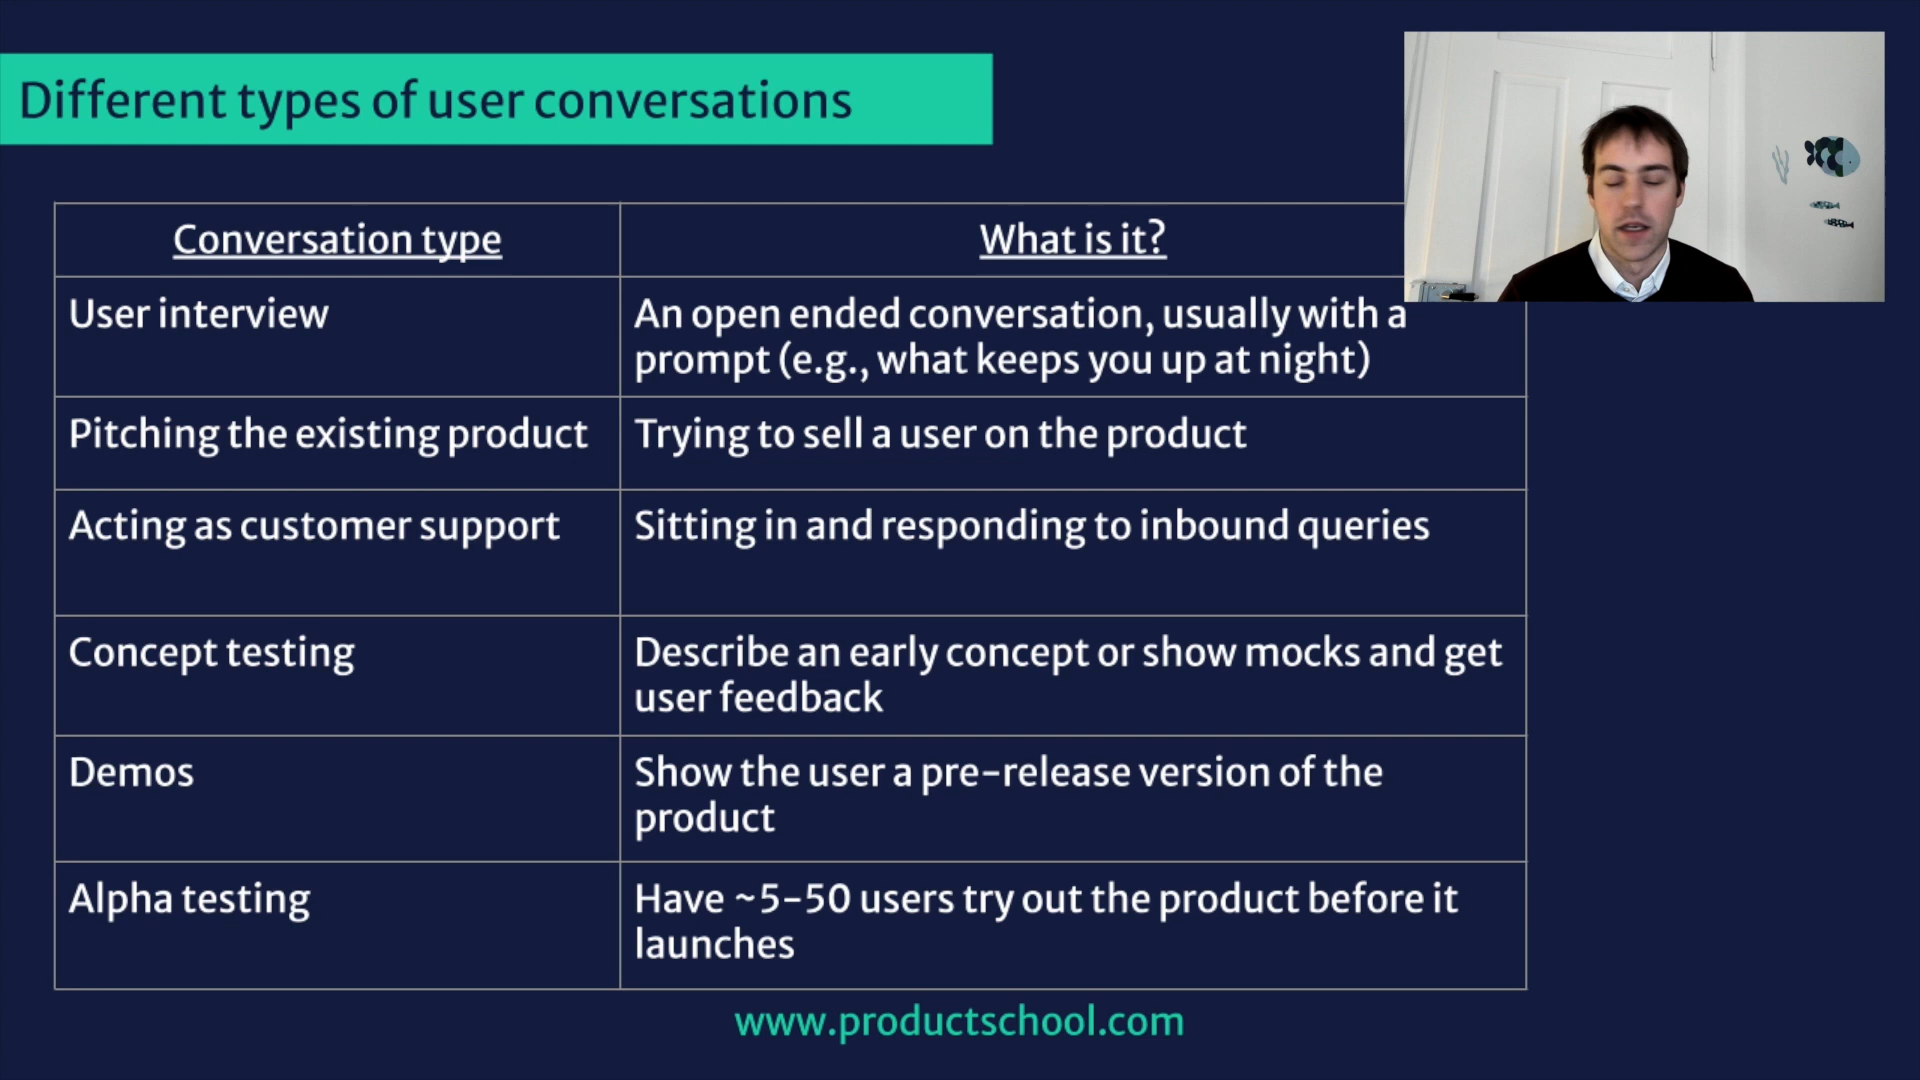 Different types of user conversations
Conversation type
What is it?
User interview
An open ended conversation, usually with a
prompt (e.g., what keeps you up at night)
Pitching the existing product
Trying to sell a user on the product
Acting as customer support
Sitting in and responding to inbound queries
Concept testing
Describe an early concept or show mocks and get
user feedback
Demos
Show the user a pre-release version of the
product
Alpha testing
Have ~5-50 users try out the product before it
launches
www.productschool.com